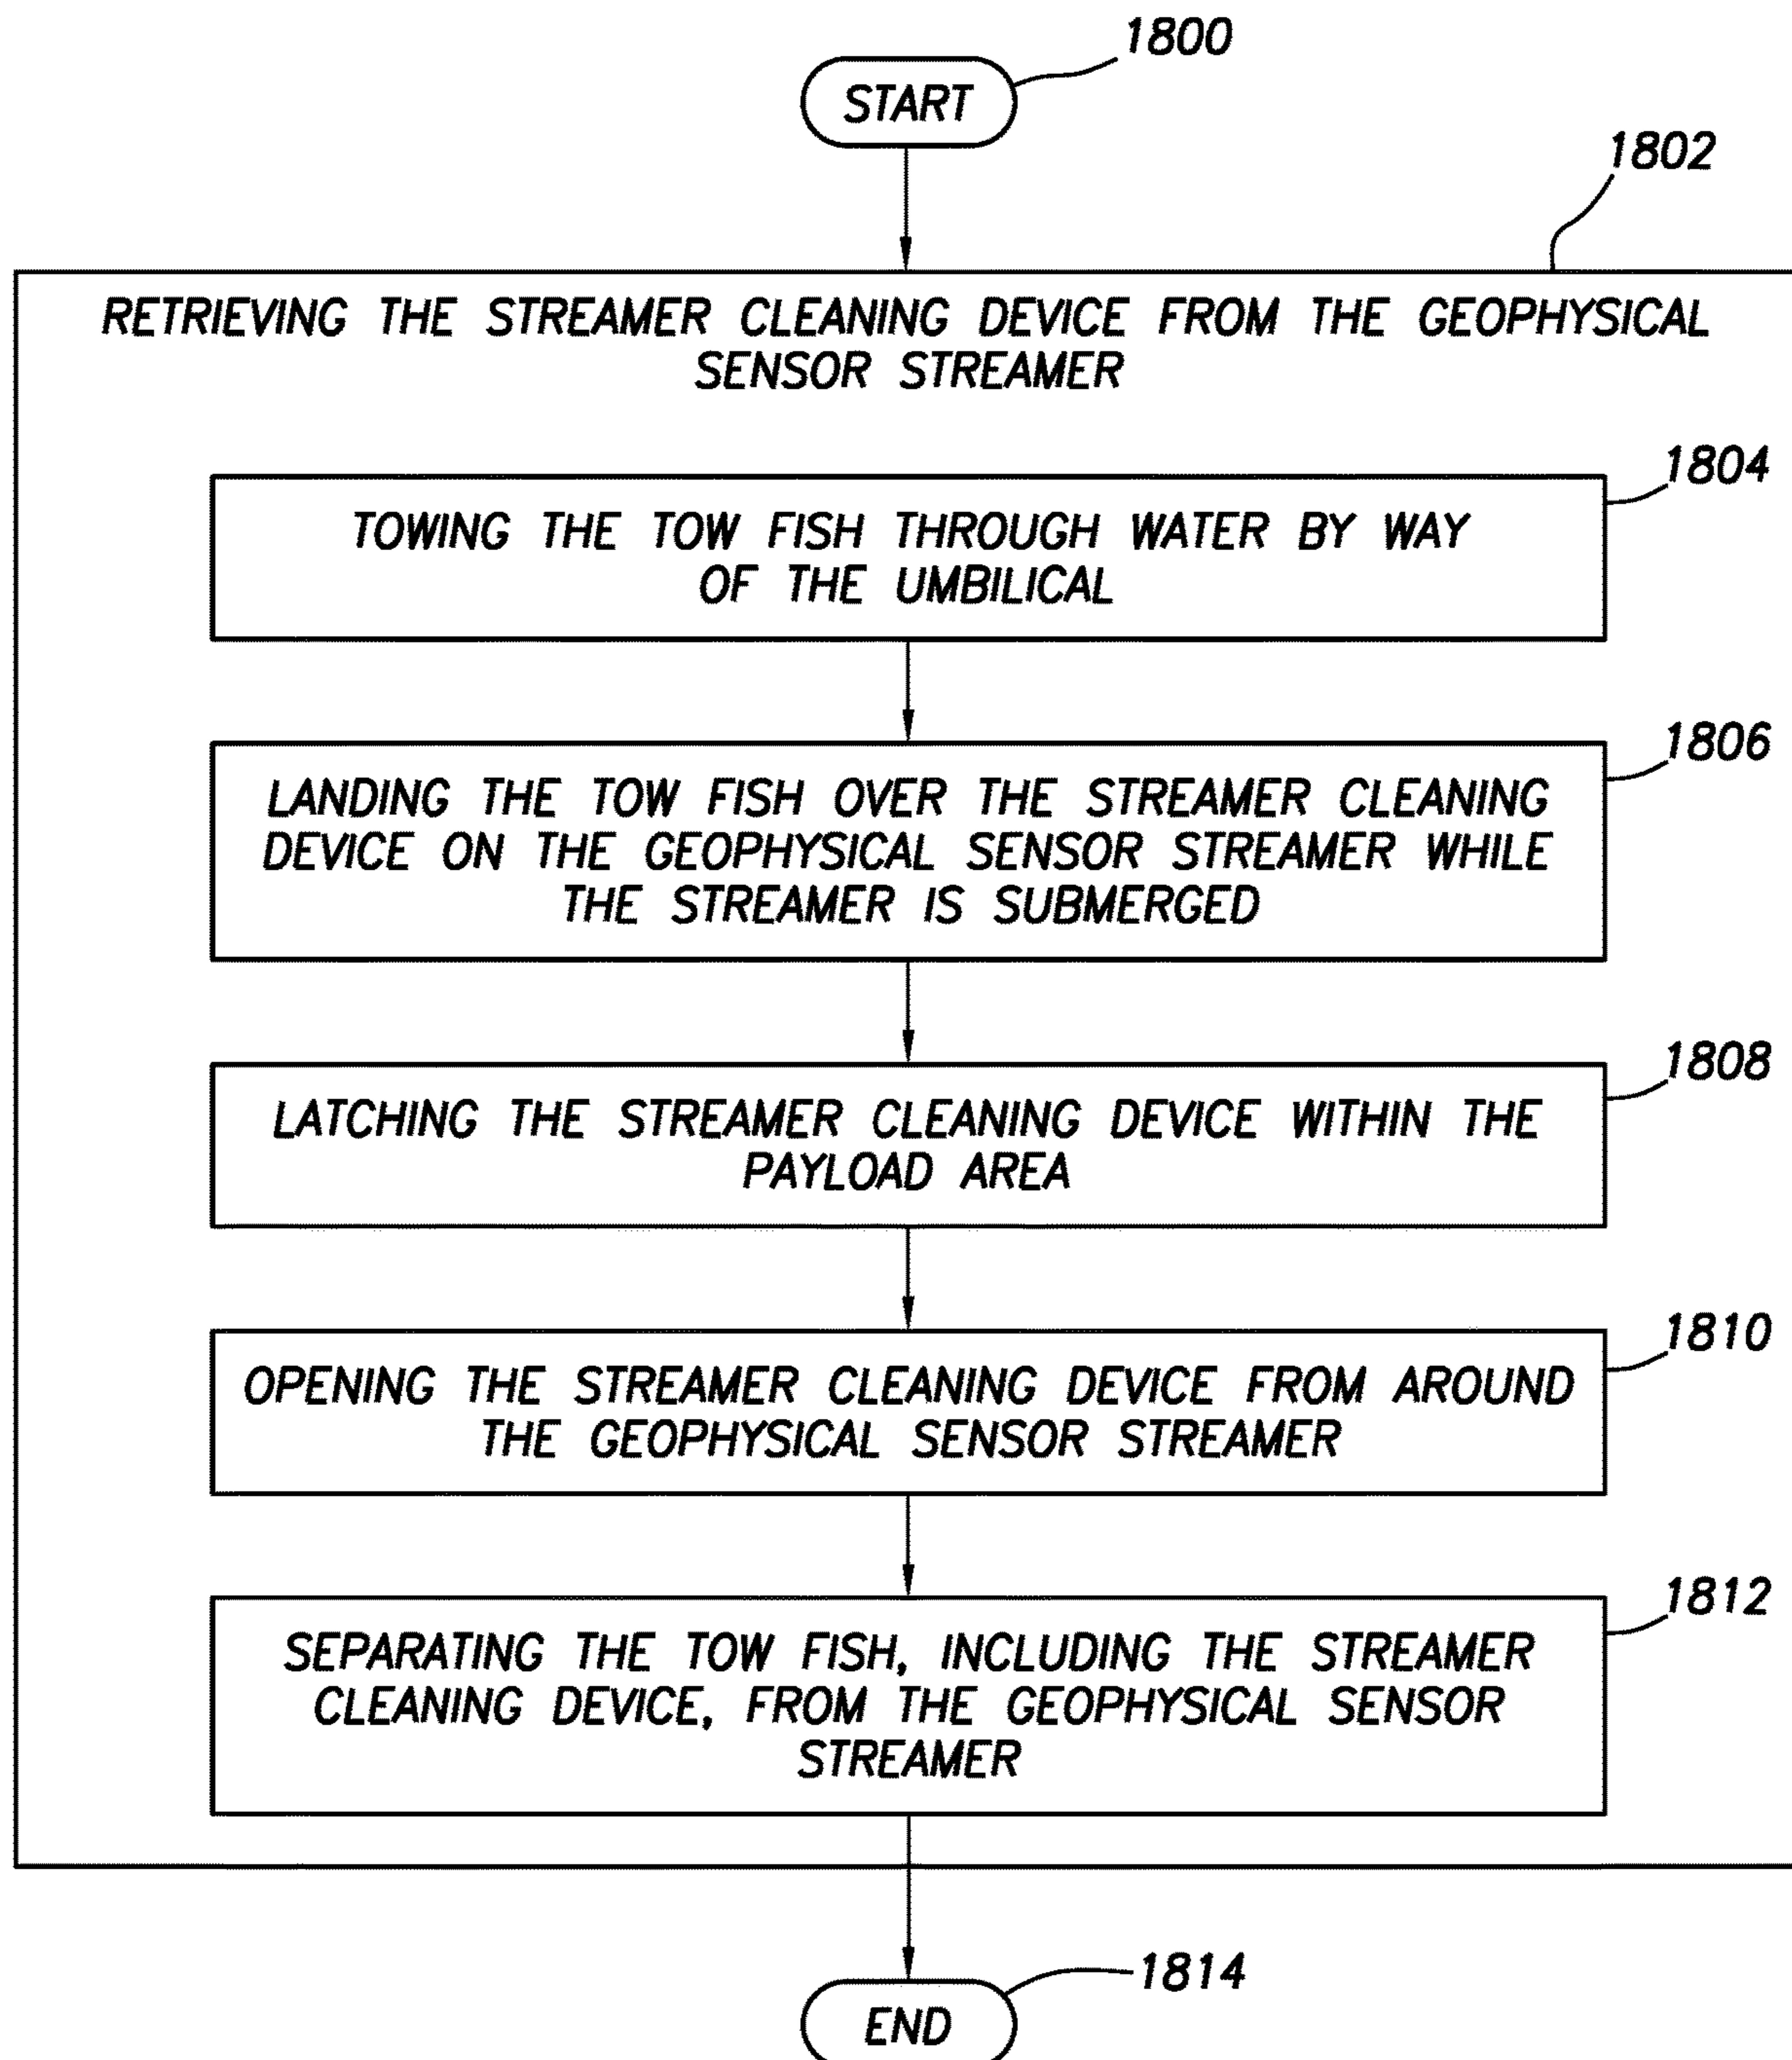 1800
START
1802
RETRIEVING THE STREAMER CLEANING DEVICE FROM THE GEOPHYSICAL
SENSOR STREAMER
1804
TOWING THE TOW FISH THROUGH WATER BY WAY
OF THE UMBILICAL
1806
LANDING THE TOW FISH OVER THE STREAMER CLEANING
DEVICE ON THE GEOPHYSICAL SENSOR STREAMER WHILE
THE STREAMER IS SUBMERGED
1808
LATCHING THE STREAMER CLEANING DEVICE WITHIN THE
PAYLOAD AREA
1810
OPENING THE STREAMER CLEANING DEVICE FROM AROUND
THE GEOPHYSICAL SENSOR STREAMER
1812
SEPARATING THE TOW FISH, INCLUDING THE STREAMER
CLEANING DEVICE, FROM THE GEOPHYSICAL SENSOR
STREAMER
1814
END